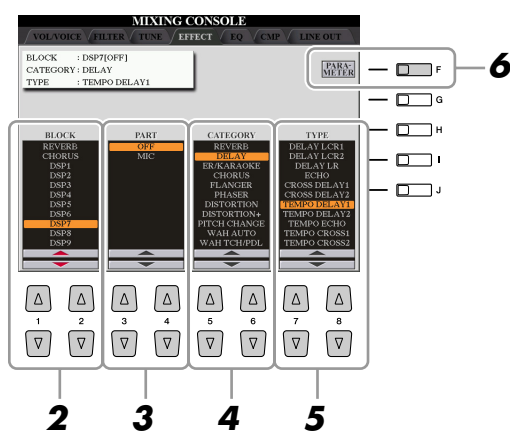 MIXING CONSOLE
VOL/VOICE FILTER TUNE EFFECT EQ CMP LINE OUT
BLOCK : DSP7[OFF]
CATEGORY : DELAY
TYPE : TEMPO DELAY1
PARA-
METER
F
6
G
H
I
J
BLOCK
REVERB
CHORUS
DSP1
DSP2
DSP3
DSP4
DSP5
DSP6
DSP7
DSP8
DSP9
PART
OFF
MIC
CATEGORY
REVERB
DELAY
ER/KARAOKE
CHORUS
FLANGER
PHASER
DISTORTION
DISTORTION+
PITCH CHANGE
WAH AUTO
WAH TCH/PDL
TYPE
DELAY LCR1
DELAY LCR2
DELAY LR
ECHO
CROSS DELAY1
CROSS DELAY2
TEMPO DELAY1
TEMPO DELAY2
TEMPO ECHO
TEMPO CROSS1
TEMPO CROSS2
1 2 3 4 5 6 7 8
2 3 4 5